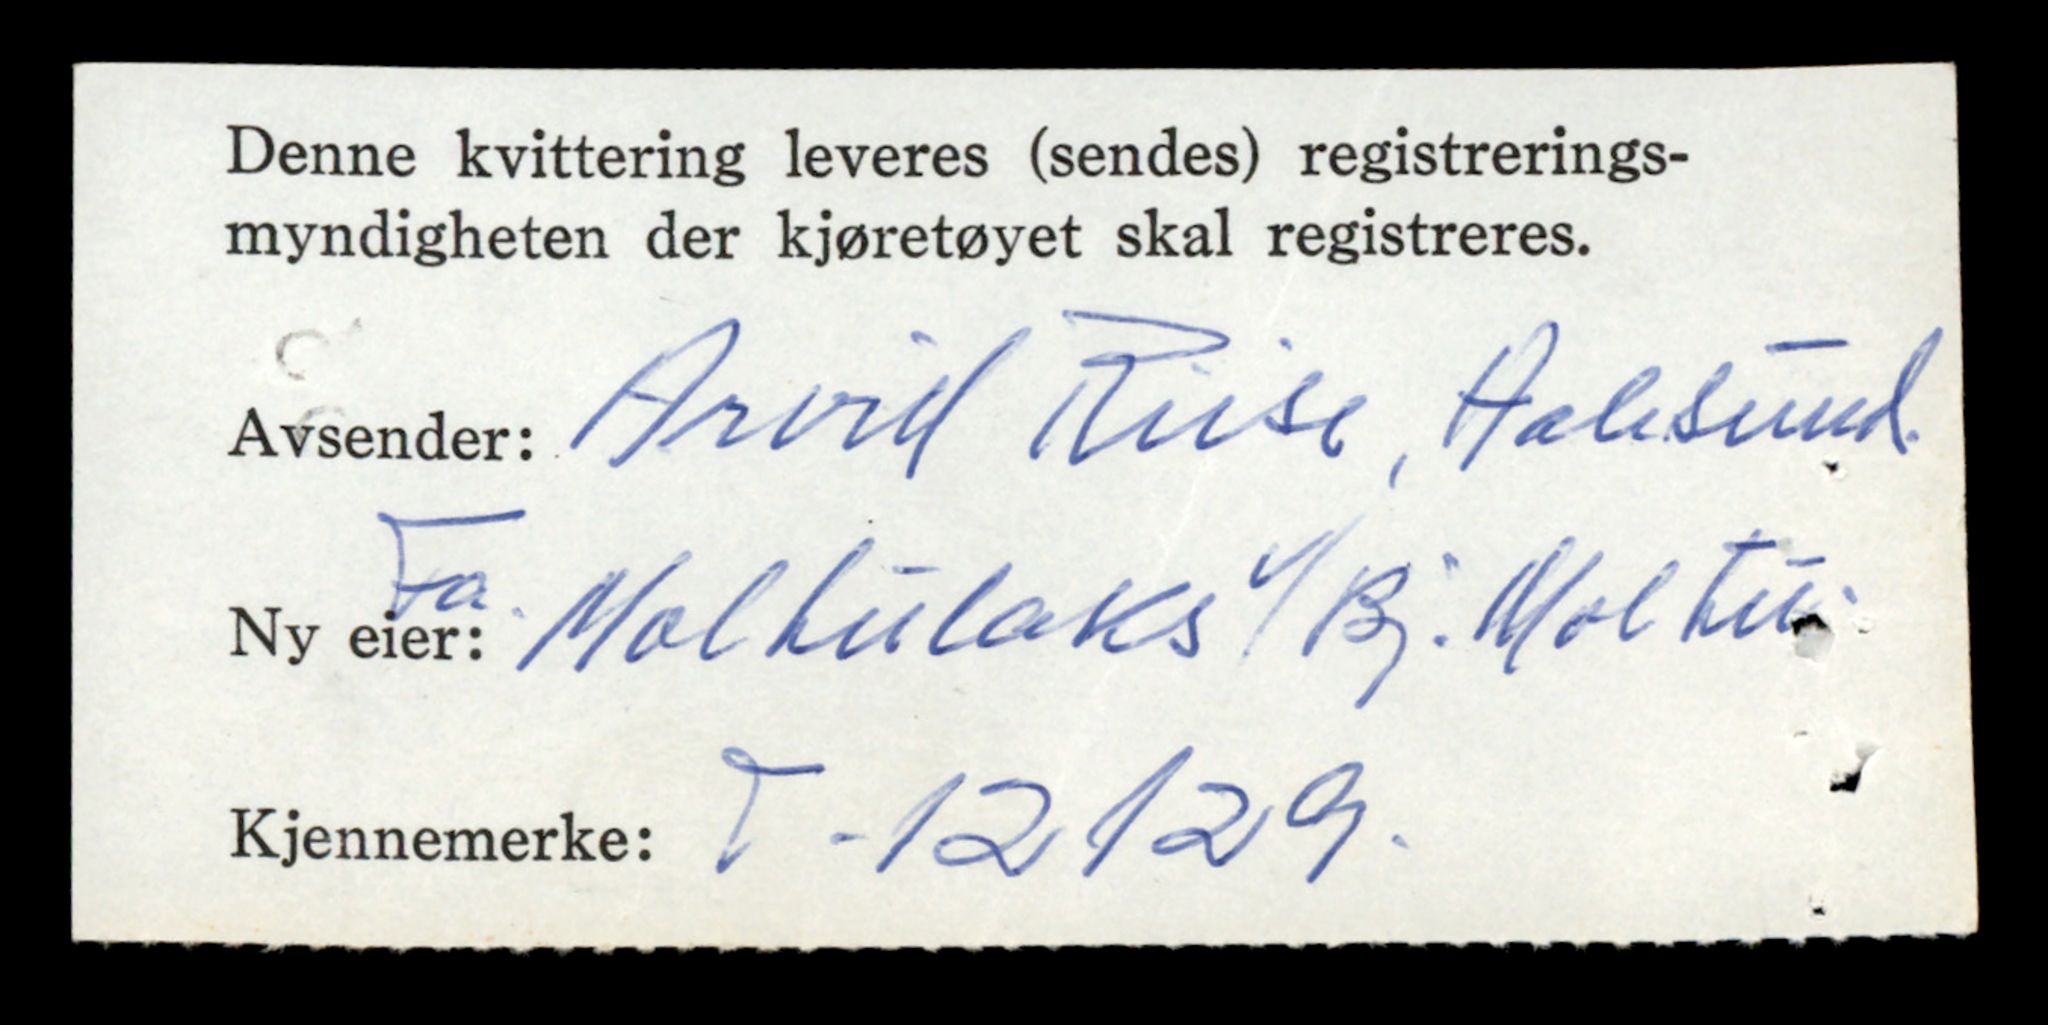 Denne kvittering leveres (sendes) registrerings-
myndigheten der kjøretøyet skal registreres.
Avsender: Arvid Riise, Aalesund.
Fa.
Ny eier: Moltulaks v/ Bj. Moltu.
Kjennemerke: T-12129.